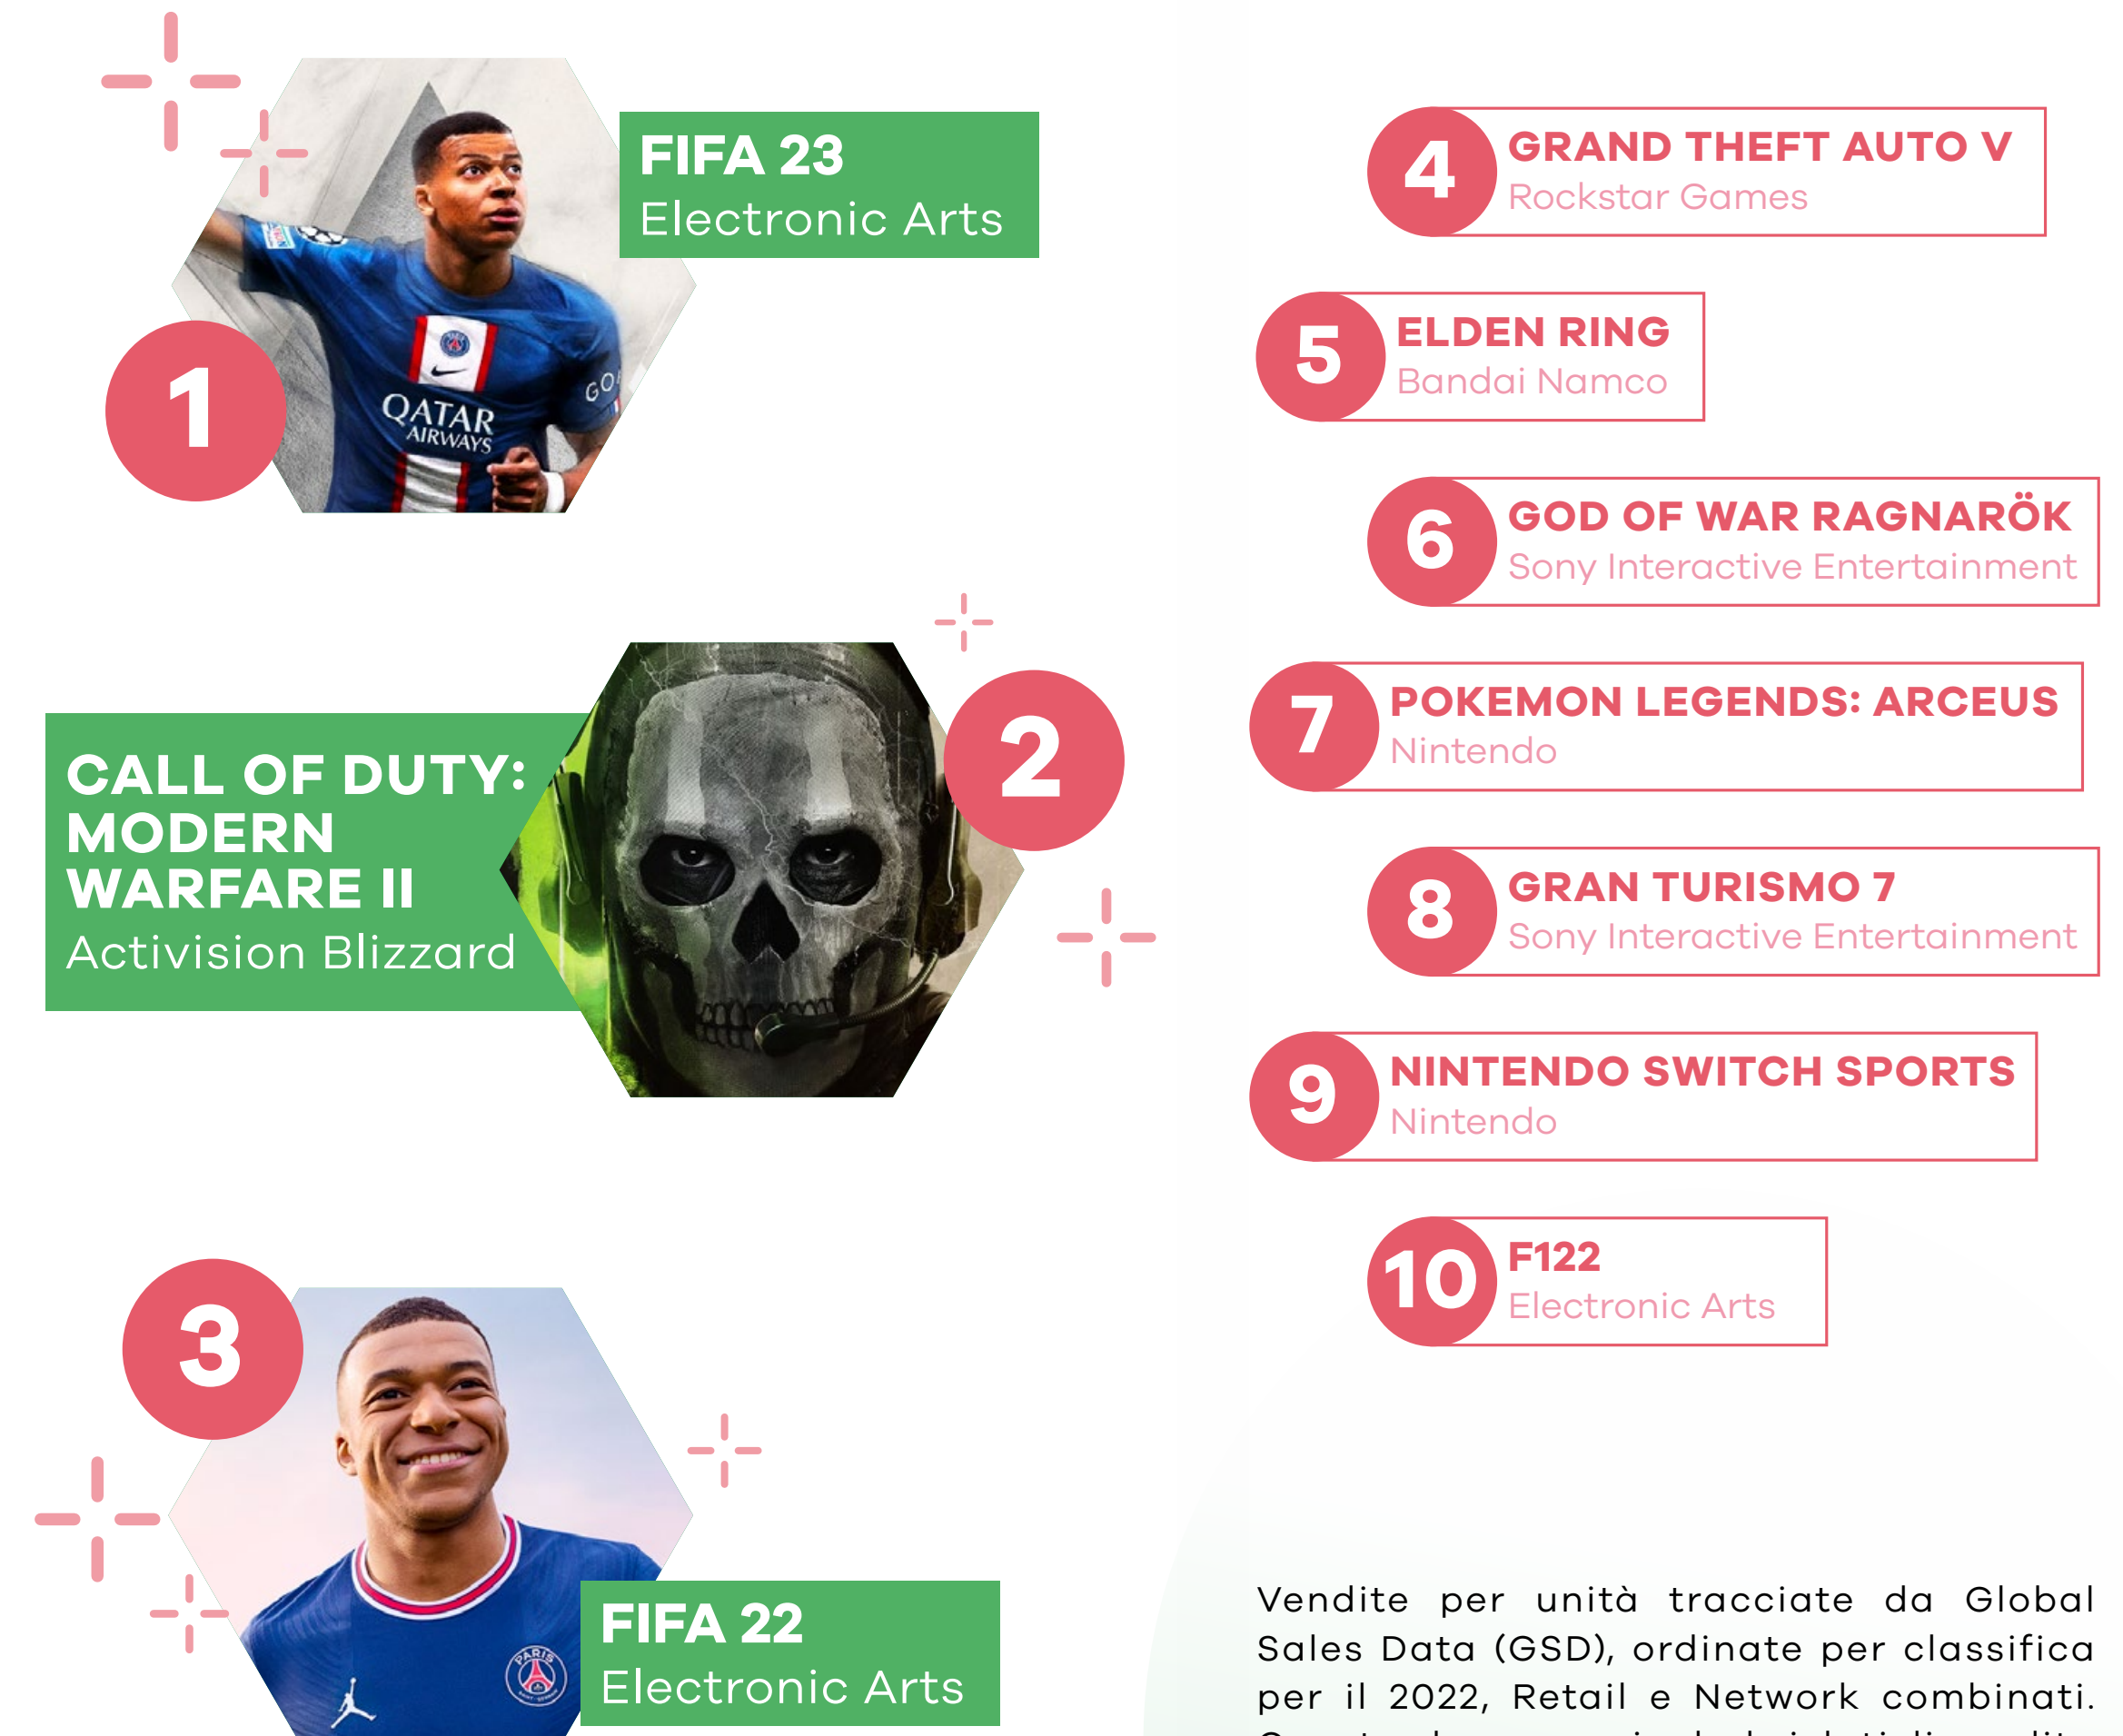 1
FIFA 23
Electronic Arts
QATAR
AIRWAYS
2
CALL OF DUTY:
MODERN
WARFARE II
Activision Blizzard
3
PARIS
FIFA 22
Electronic Arts
4
GRAND THEFT AUTO V
Rockstar Games
5
ELDEN RING
Bandai Namco
6
GOD OF WAR RAGNARÖK
Sony Interactive Entertainment
7
POKEMON LEGENDS: ARCEUS
Nintendo
8
GRAN TURISMO 7
Sony Interactive Entertainment
9
NINTENDO SWITCH SPORTS
Nintendo
10
F122
Electronic Arts
Vendite per unità tracciate da Global
Sales Data (GSD), ordinate per classifica
per il 2022, Retail e Network combinati.